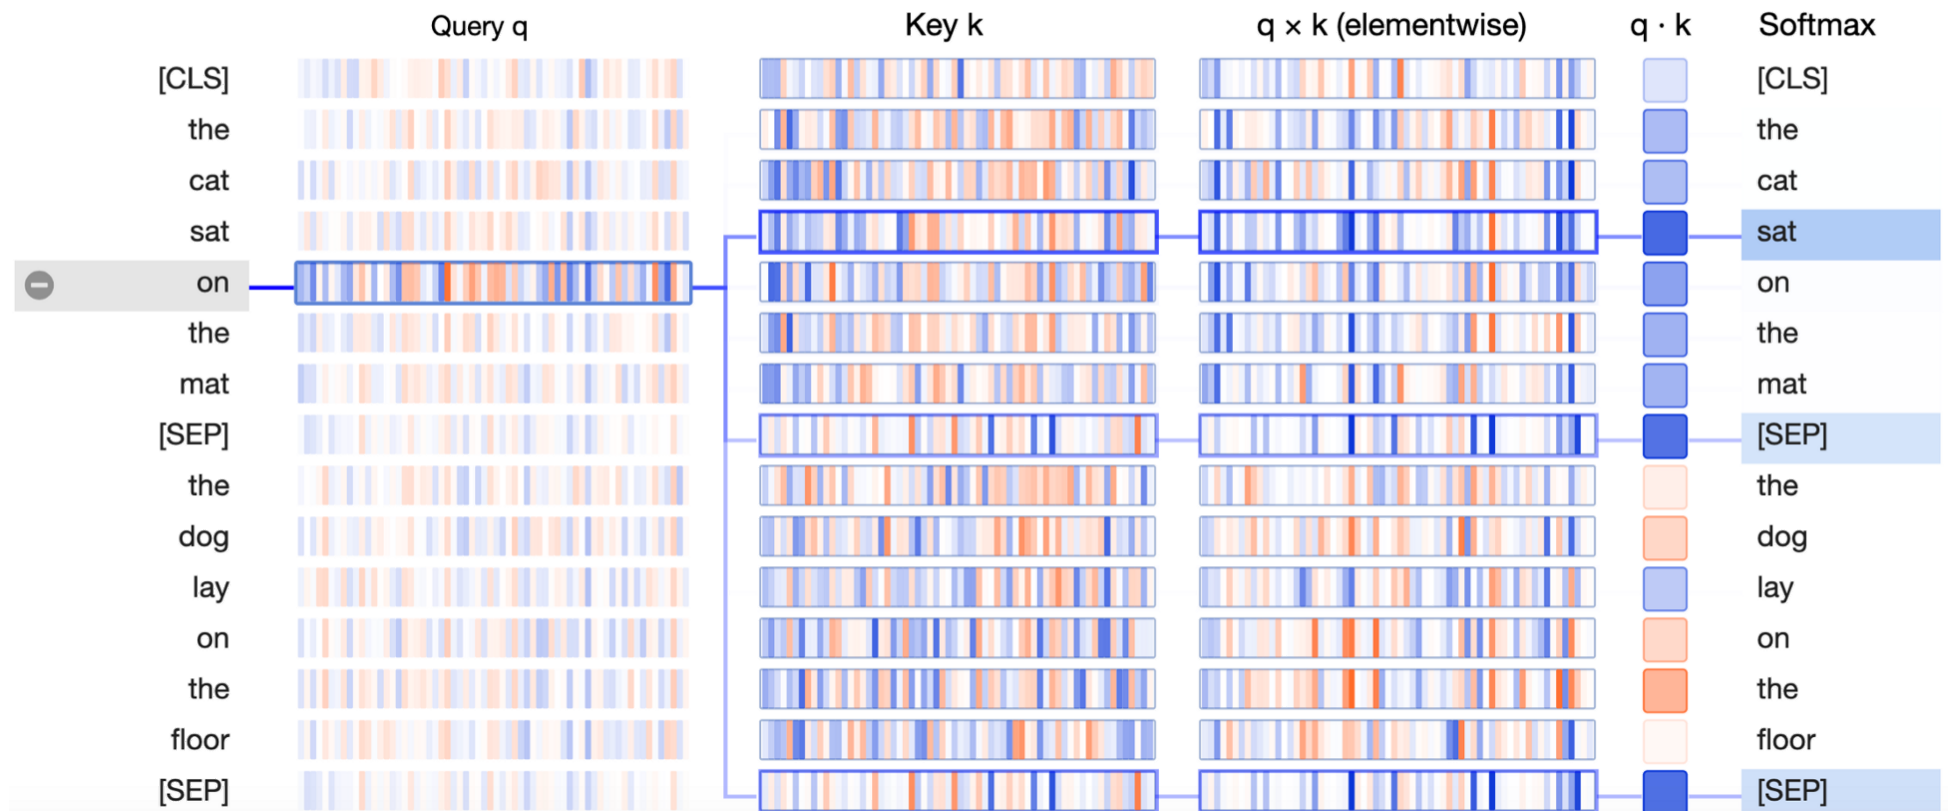 Query q Key k q × k (elementwise) q · k Softmax
[CLS] [CLS]
the the
cat cat
sat sat
on on
the the
mat mat
[SEP] [SEP]
the the
dog dog
lay lay
on on
the the
floor floor
[SEP] [SEP]